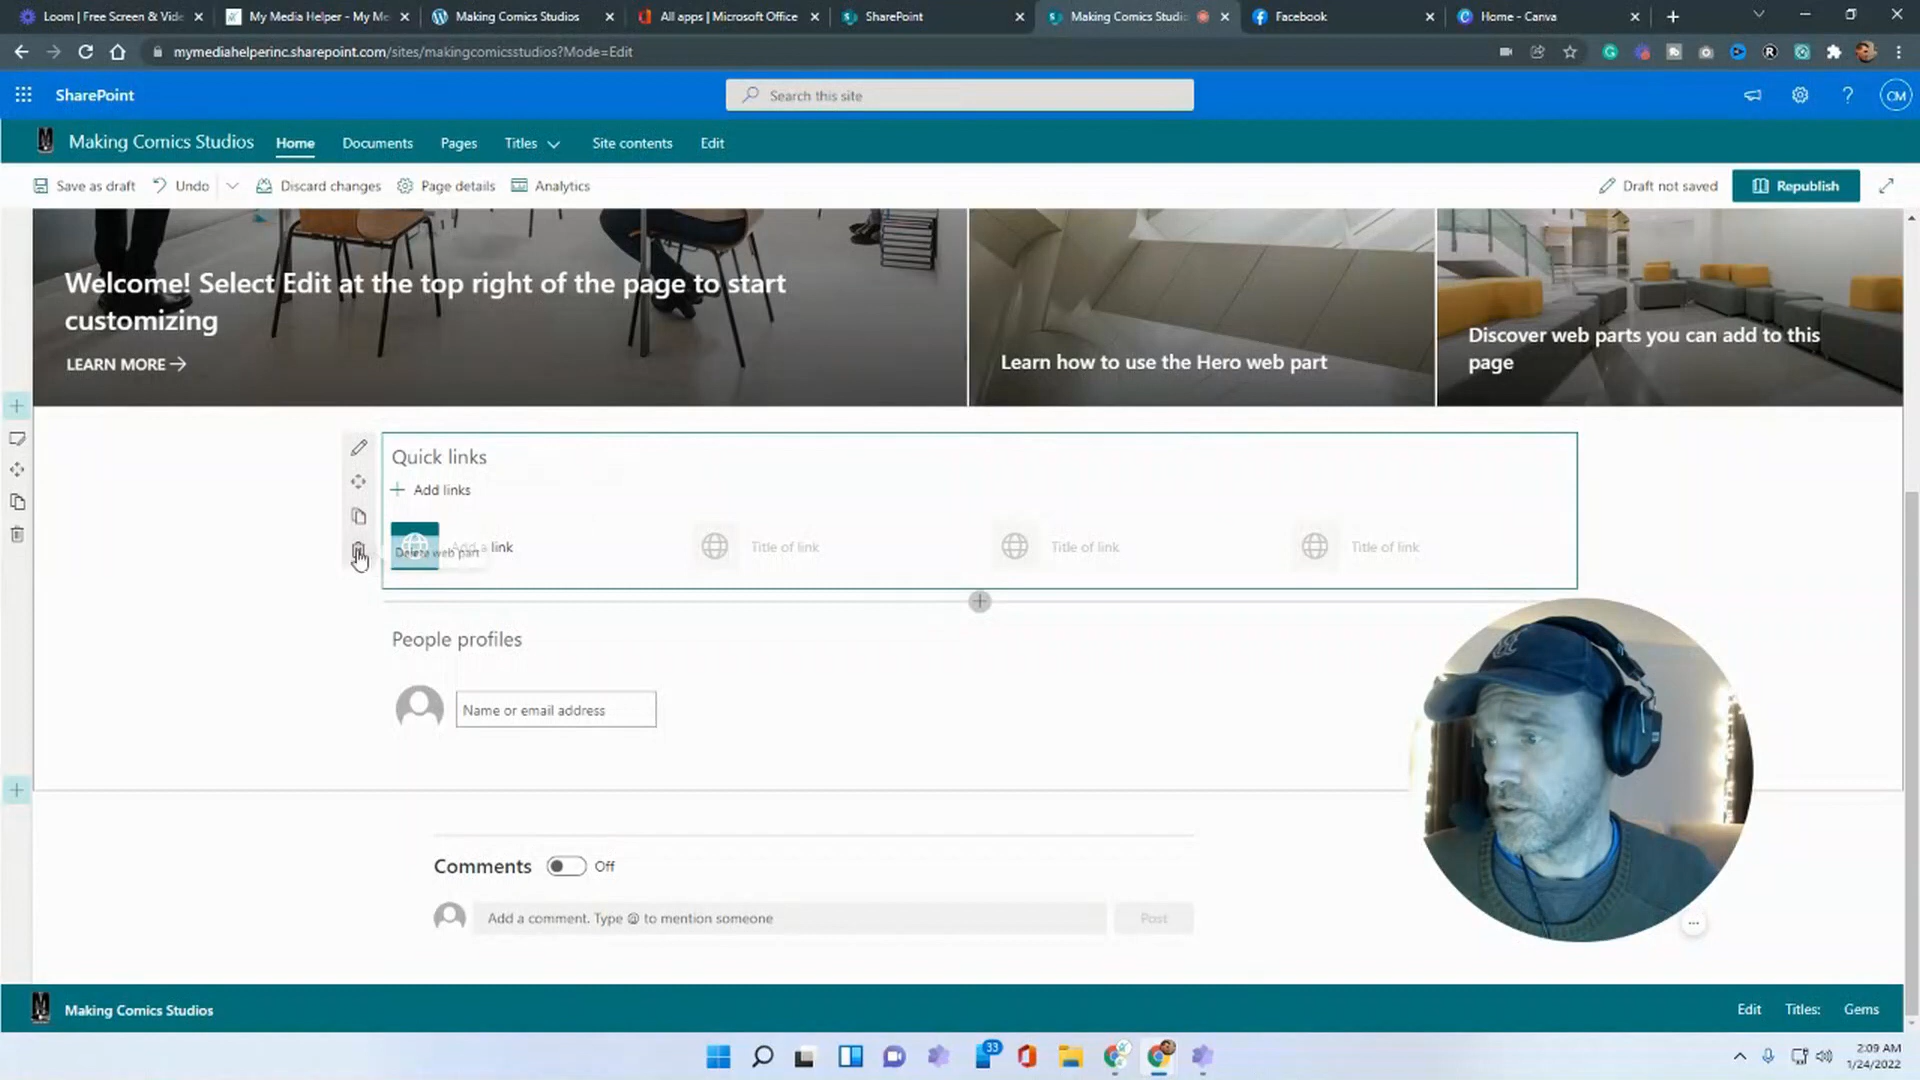 Loom | Free Screen & Vide
My Media Helper - My Me
Making Comics Studios
All apps | Microsoft Office
SharePoint
Making Comics Studi
Facebook
Home - Canva
mymediahelperinc.sharepoint.com/sites/makingcomicsstudios?Mode=Edit
SharePoint
Search this site
CM
Making Comics Studios
Home
Documents
Pages
Titles
Site contents
Edit
Save as draft
Undo
Discard changes
Page details
Analytics
Draft not saved
Republish
Welcome! Select Edit at the top right of the page to start
customizing
LEARN MORE
Learn how to use the Hero web part
Discover web parts you can add to this
page
Quick links
Add links
Delete web part
link
Title of link
Title of link
Title of link
People profiles
Name or email address
Comments
Off
Add a comment. Type @ to mention someone
Post
Making Comics Studios
Edit
Titles:
Gems
33
2:09 AM
1/24/2022